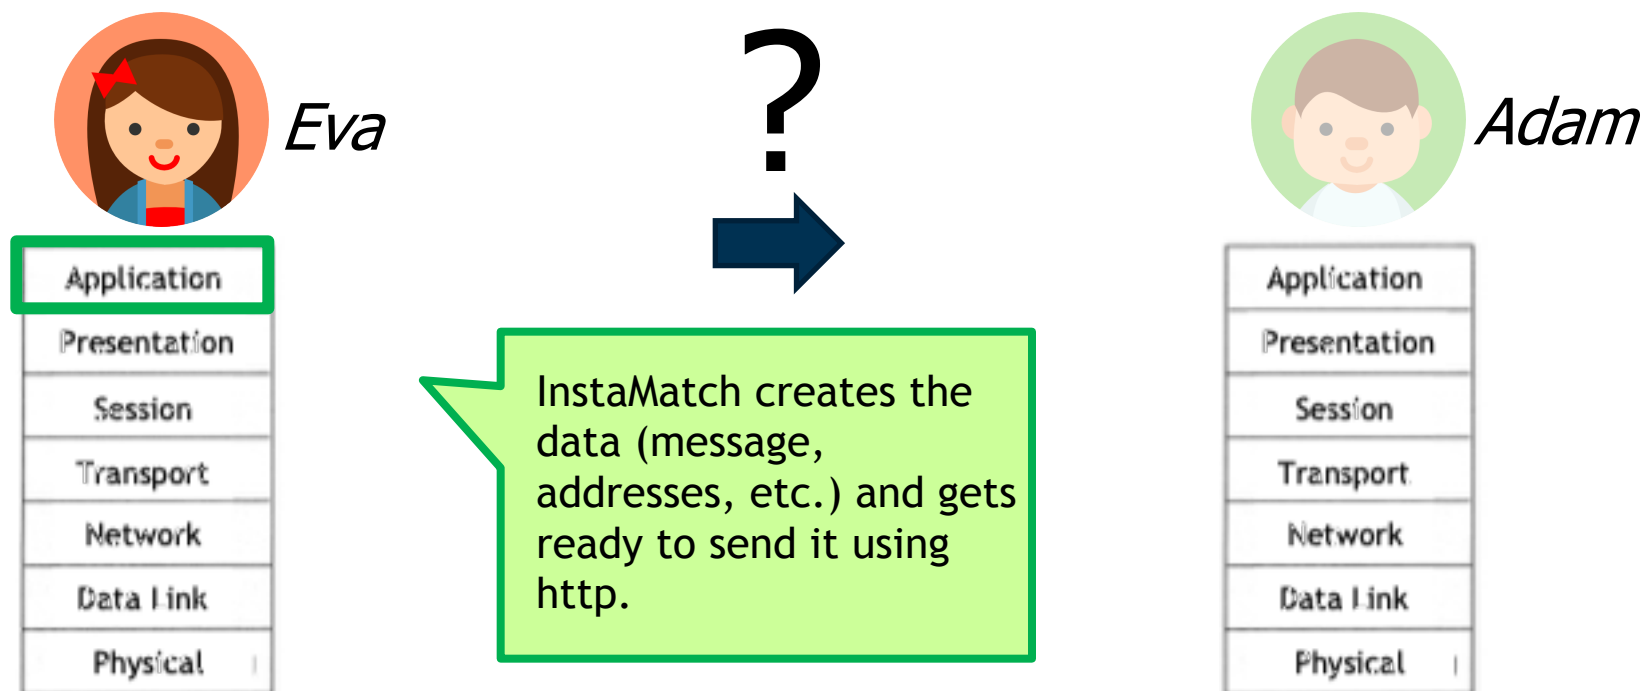 Eva
?
Adam
Application
Presentation
Session
Transport
Network
Data Link
Physical
InstaMatch creates the
data (message,
addresses, etc.) and gets
ready to send it using
http.
Application
Presentation
Session
Transport
Network
Data Link
Physical